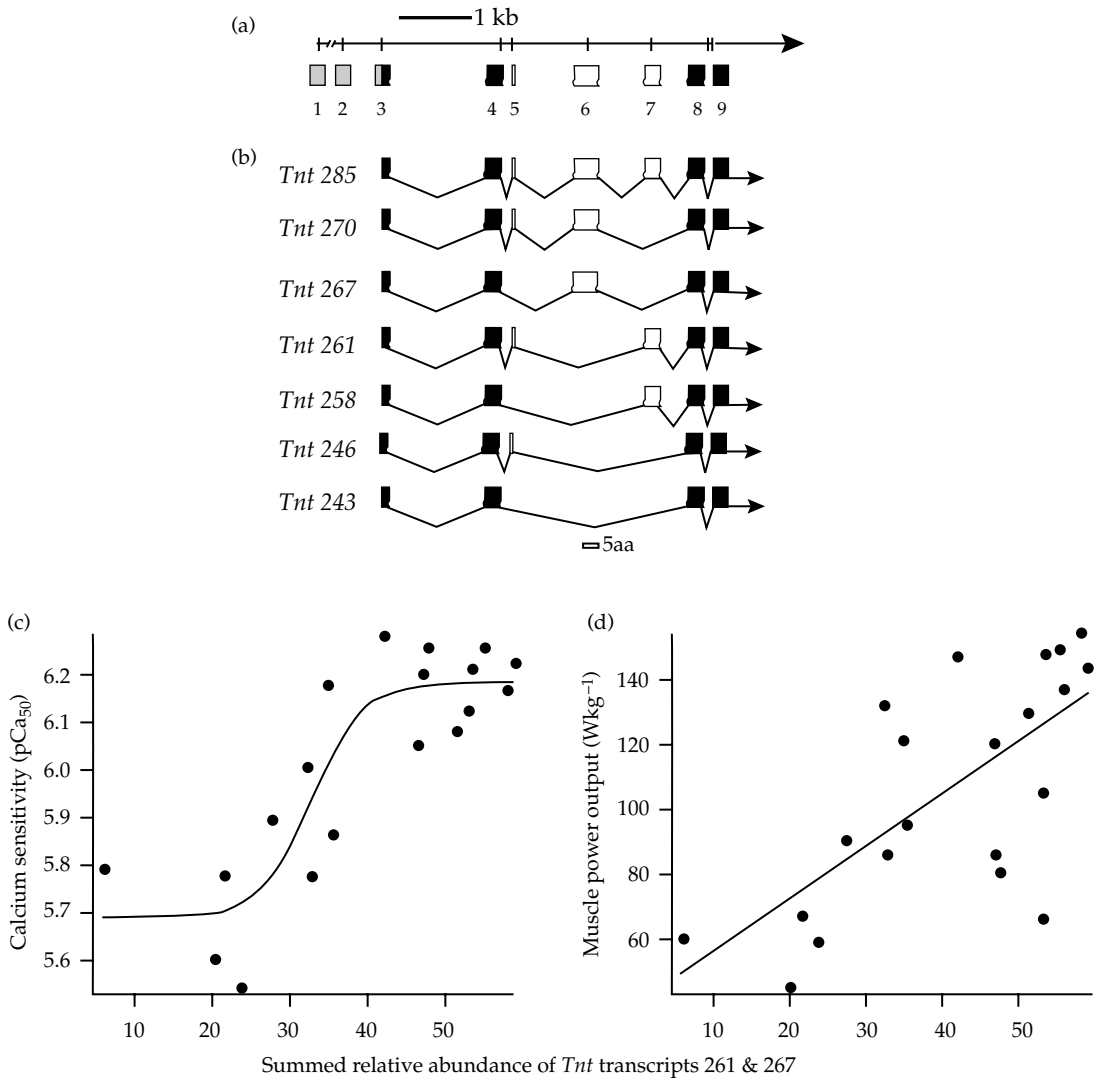 (a)
1 kb
1 2 3 4 5 6 7 8 9
(b)
Tnt 285
Tnt 270
Tnt 267
Tnt 261
Tnt 258
Tnt 246
Tnt 243
5aa
(c)
Calcium sensitivity (pCa50)
6.2
6.1
6.0
5.9
5.8
5.7
5.6
10 20 30 40 50
(d)
Muscle power output (Wkg−1)
140
120
100
80
60
10 20 30 40 50
Summed relative abundance of Tnt transcripts 261 & 267